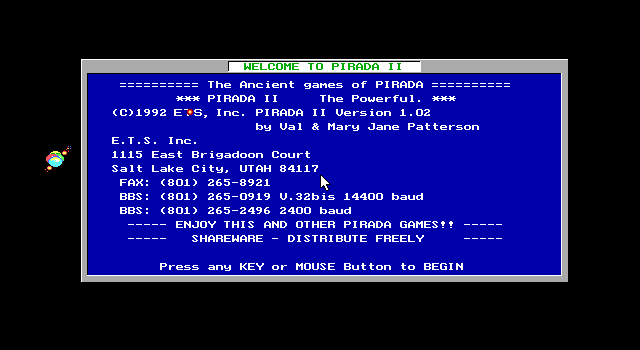 WELCOME TO PIRADA II
========== The Ancient games of PIRADA ==========
*** PIRADA II     The Powerful. ***
(C)1992 ETS, Inc. PIRADA II Version 1.02
by Val & Mary Jane Patterson
E.T.S. Inc.
1115 East Brigadoon Court
Salt Lake City, UTAH 84117
FAX: (801) 265-8921
BBS: (801) 265-0919 V.32bis 14400 baud
BBS: (801) 265-2496 2400 baud
----- ENJOY THIS AND OTHER PIRADA GAMES!! -----
-----   SHAREWARE - DISTRIBUTE FREELY     -----
Press any KEY or MOUSE Button to BEGIN